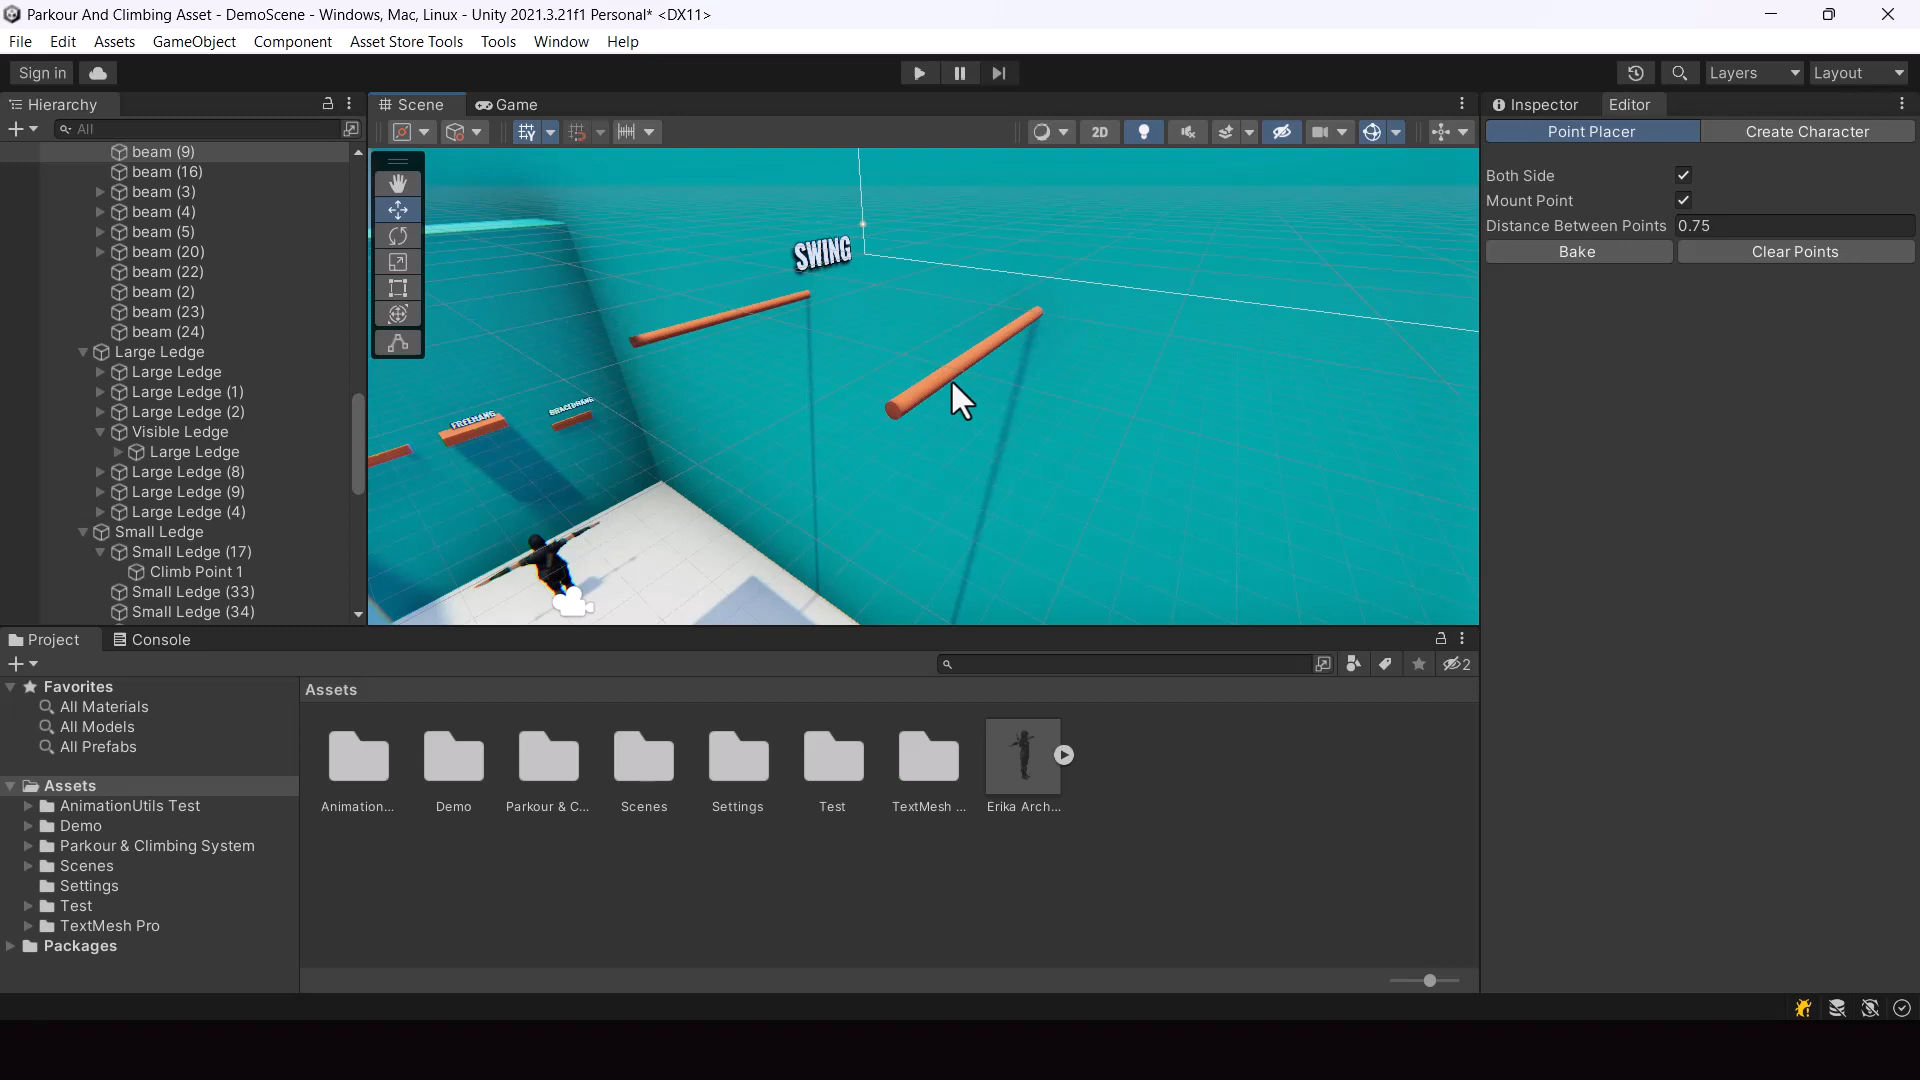 Parkour And Climbing Asset - DemoScene - Windows, Mac, Linux - Unity 2021.3.21f1 Personal* <DX11>
File Edit Assets GameObject Component Asset Store Tools Tools Window Help
Sign in
Layers
Layout
Hierarchy
All
beam (9)
beam (16)
beam (3)
beam (4)
beam (5)
beam (20)
beam (22)
beam (2)
beam (23)
beam (24)
Large Ledge
Large Ledge
Large Ledge (1)
Large Ledge (2)
Visible Ledge
Large Ledge
Large Ledge (8)
Large Ledge (9)
Large Ledge (4)
Small Ledge
Small Ledge (17)
Climb Point 1
Small Ledge (33)
Small Ledge (34)
Scene Game
2D
SWING
FREEHANG
BRACEDHANG
Inspector Editor
Point Placer Create Character
Both Side
Mount Point
Distance Between Points 0.75
Bake Clear Points
Project Console
2
Favorites
All Materials
All Models
All Prefabs
Assets
AnimationUtils Test
Demo
Parkour & Climbing System
Scenes
Settings
Test
TextMesh Pro
Packages
Assets
Animation...
Demo
Parkour & C...
Scenes
Settings
Test
TextMesh ...
Erika Arch...